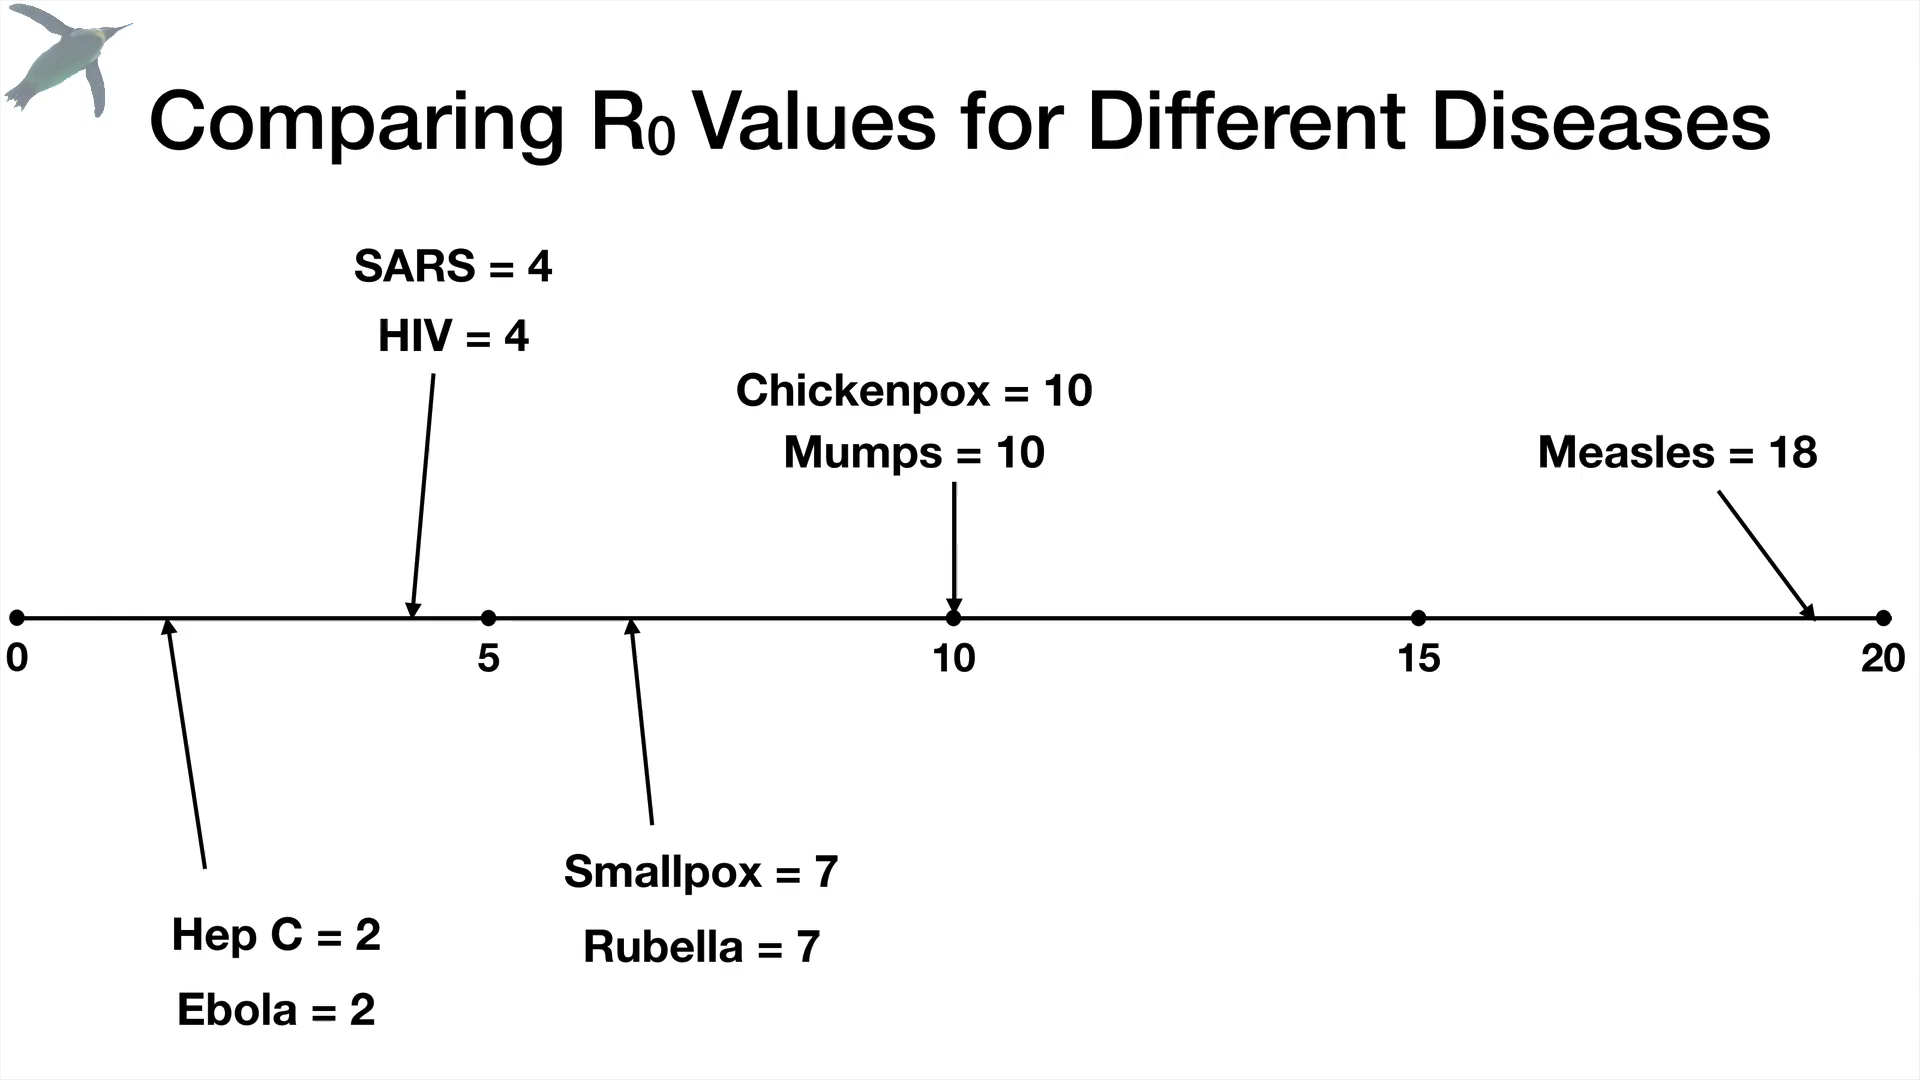 Comparing R₀ Values for Different Diseases
SARS = 4
HIV = 4
Chickenpox = 10
Mumps = 10
Measles = 18
0 5 10 15 20
Smallpox = 7
Rubella = 7
Hep C = 2
Ebola = 2